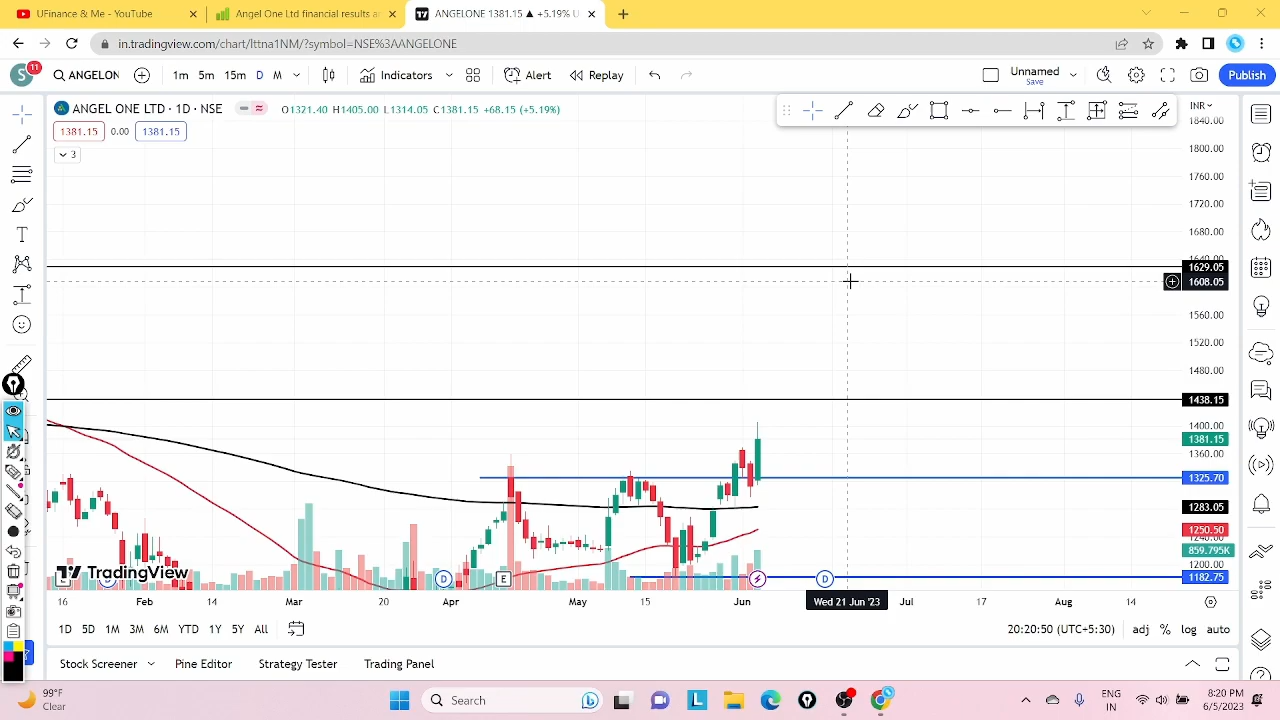 UFinance & Me - YouTube
Angel One Ltd financial results a
ANGELONE 1381.15 ▲ +5.19% U
in.tradingview.com/chart/lttna1NM/?symbol=NSE%3AANGELONE
S 11 ANGELON 1m 5m 15m D M Indicators Alert Replay Unnamed Save Publish
ANGEL ONE LTD · 1D · NSE O1321.40 H1405.00 L1314.05 C1381.15 +68.15 (+5.19%) INR
1381.15 0.00 1381.15
3
1840.00
1800.00
1760.00
1720.00
1680.00
1640.00
1629.05
1608.05
1560.00
1520.00
1480.00
1438.15
1400.00
1381.15
1360.00
1325.70
1283.05
1250.50
1240.00
859.795K
1200.00
1182.75
TradingView
D E D
16 Feb 14 Mar 20 Apr May 15 Jun Wed 21 Jun '23 Jul 17 Aug 14
1D 5D 1M 3M 6M YTD 1Y 5Y All 20:20:50 (UTC+5:30) adj % log auto
Stock Screener Pine Editor Strategy Tester Trading Panel
99°F
Clear
Search
ENG
IN
8:20 PM
6/5/2023